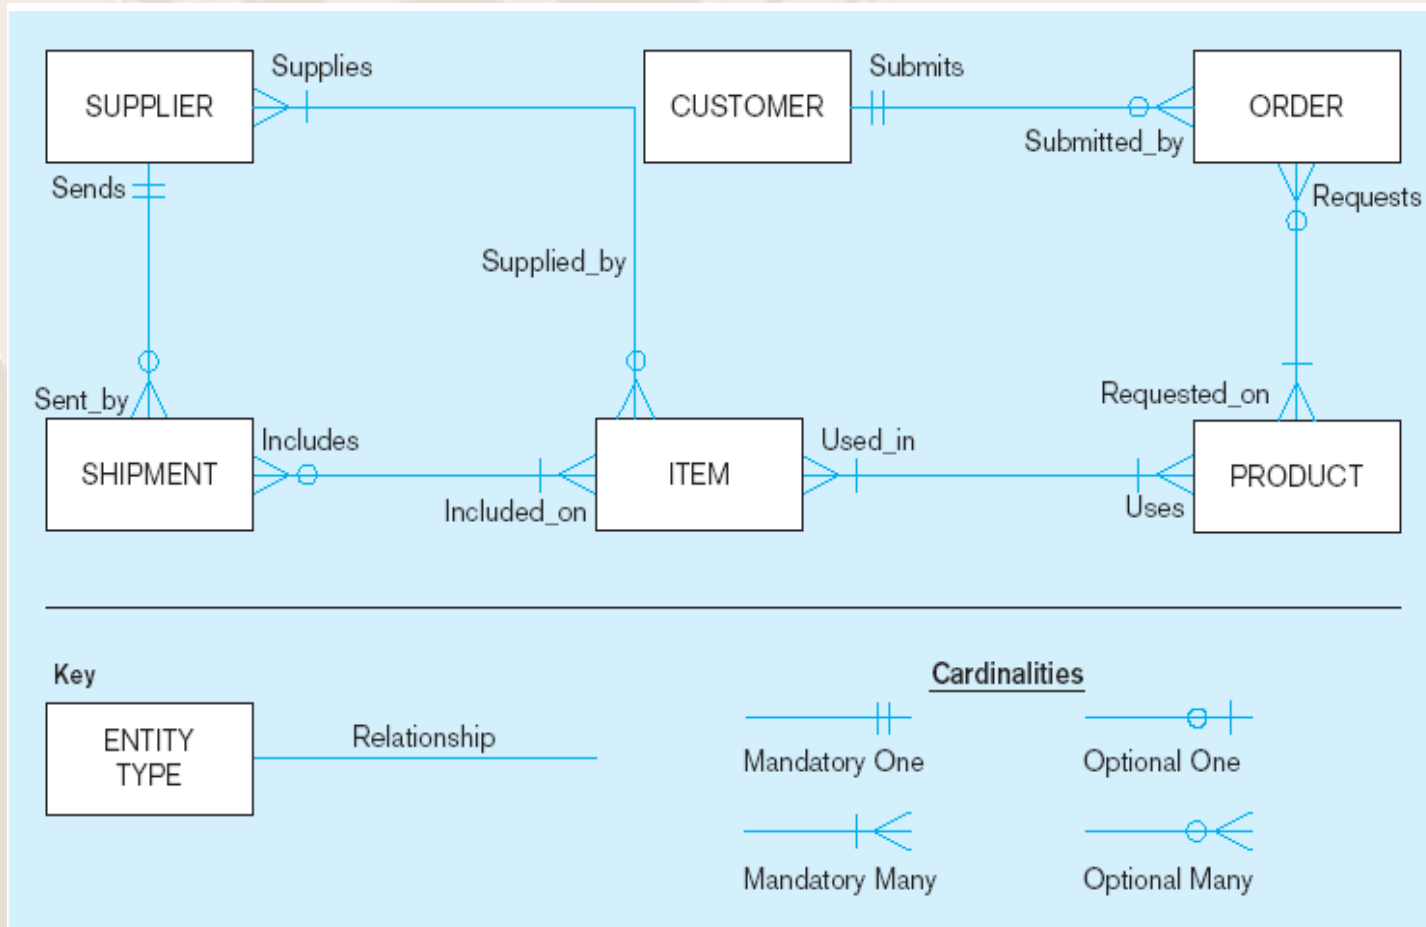 Supplies
Submits
SUPPLIER
CUSTOMER
ORDER
Submitted_by
Sends
Requests
Supplied_by
Sent_by
Requested_on
Includes
Used_in
SHIPMENT
ITEM
PRODUCT
Included_on
Uses
Key
Cardinalities
ENTITY
TYPE
Relationship
Mandatory One
Optional One
Mandatory Many
Optional Many